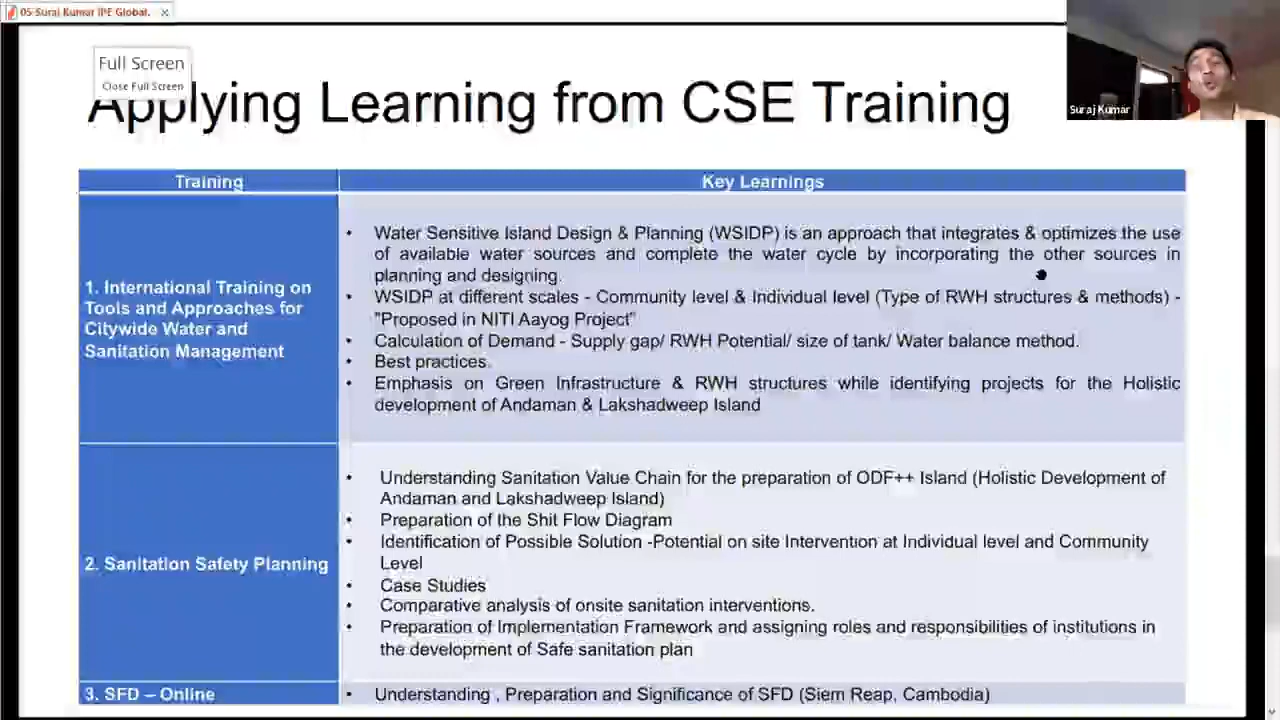 05 Suraj Kumar IPE Global.
Full Screen
Close Full Screen
Suraj Kumar
Applying Learning from CSE Training
Training
Key Learnings
1. International Training on
Tools and Approaches for
Citywide Water and
Sanitation Management
• Water Sensitive Island Design & Planning (WSIDP) is an approach that integrates & optimizes the use
of available water sources and complete the water cycle by incorporating the other sources in
planning and designing.
• WSIDP at different scales - Community level & Individual level (Type of RWH structures & methods) -
"Proposed in NITI Aayog Project"
• Calculation of Demand - Supply gap/ RWH Potential/ size of tank/ Water balance method.
• Best practices.
• Emphasis on Green Infrastructure & RWH structures while identifying projects for the Holistic
development of Andaman & Lakshadweep Island
2. Sanitation Safety Planning
• Understanding Sanitation Value Chain for the preparation of ODF++ Island (Holistic Development of
Andaman and Lakshadweep Island)
• Preparation of the Shit Flow Diagram
• Identification of Possible Solution -Potential on site Intervention at Individual level and Community
Level
• Case Studies
• Comparative analysis of onsite sanitation interventions.
• Preparation of Implementation Framework and assigning roles and responsibilities of institutions in
the development of Safe sanitation plan
3. SFD – Online
• Understanding , Preparation and Significance of SFD (Siem Reap, Cambodia)